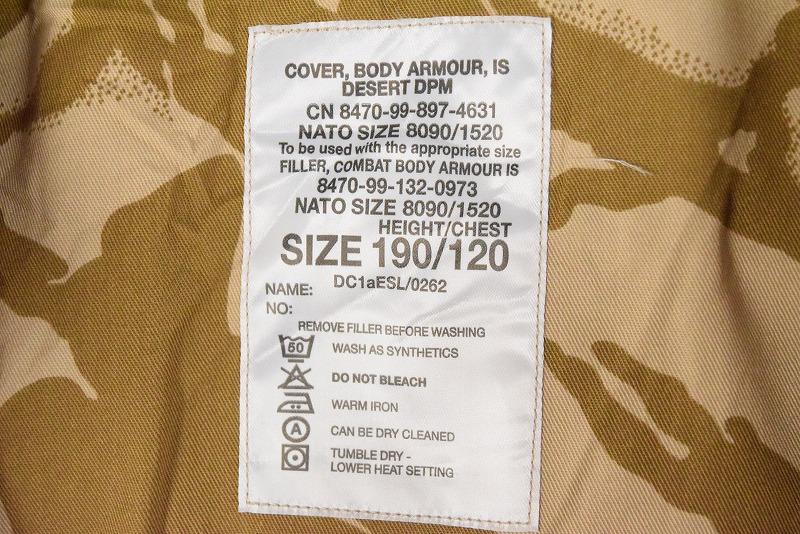 COVER, BODY ARMOUR, IS
DESERT DPM
CN 8470-99-897-4631
NATO SIZE 8090/1520
To be used with the appropriate size
FILLER, COMBAT BODY ARMOUR IS
8470-99-132-0973
NATO SIZE 8090/1520
HEIGHT/CHEST
SIZE 190/120
DC1aESL/0262
NAME:
NO:
REMOVE FILLER BEFORE WASHING
50 WASH AS SYNTHETICS
DO NOT BLEACH
WARM IRON
A CAN BE DRY CLEANED
TUMBLE DRY -
LOWER HEAT SETTING